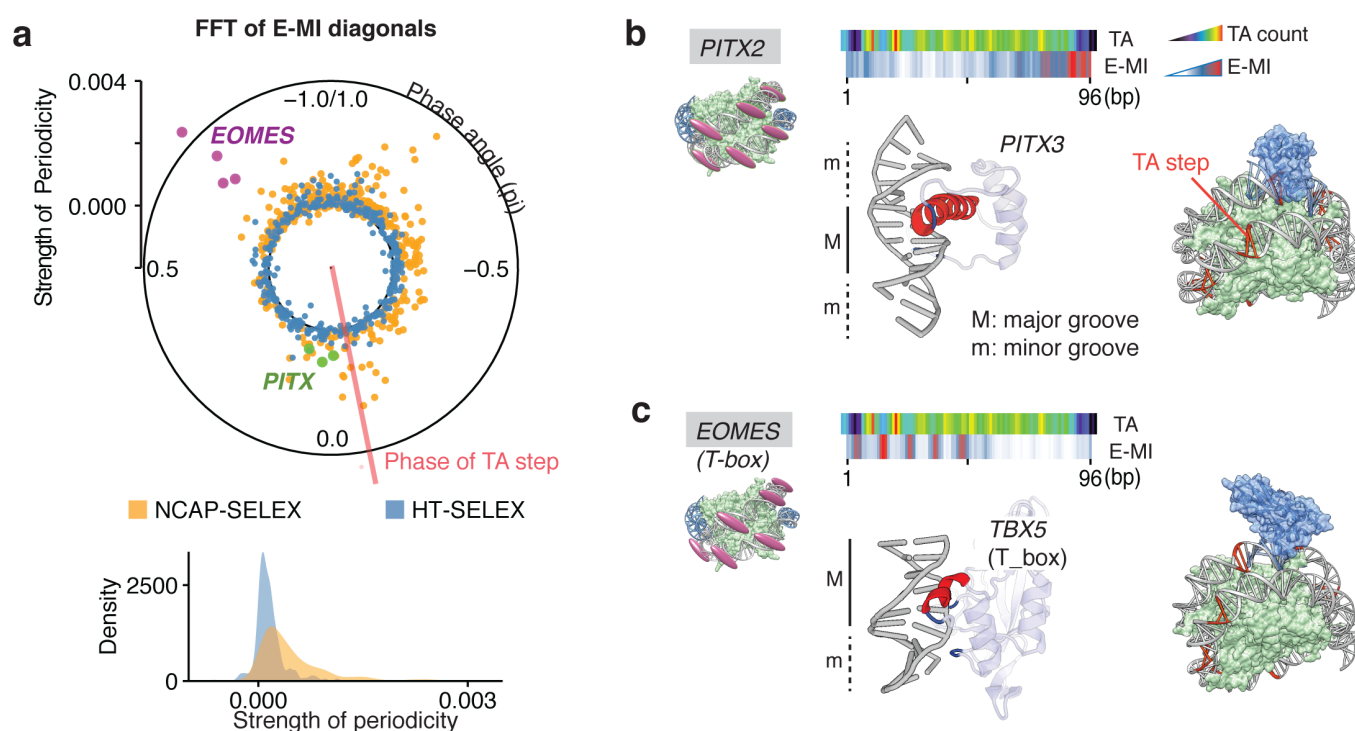 a
FFT of E-MI diagonals
0.004
0.000
Strength of Periodicity
−1.0/1.0
Phase angle (pi)
EOMES
0.5
−0.5
PITX
0.0
Phase of TA step
NCAP-SELEX
HT-SELEX
2500
0
Density
0.000
0.003
Strength of periodicity
b
PITX2
TA
E-MI
1
96 (bp)
TA count
E-MI
m
M
m
PITX3
M: major groove
m: minor groove
TA step
c
EOMES
(T-box)
TA
E-MI
1
96 (bp)
M
m
TBX5
(T_box)